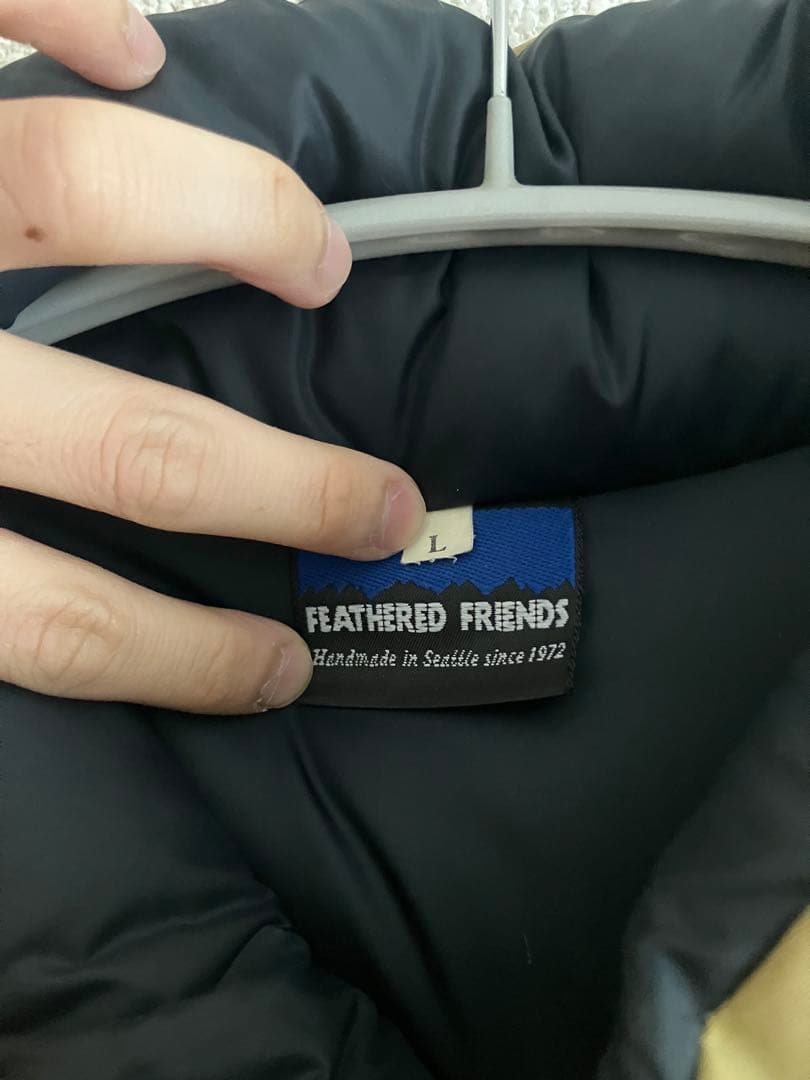 L
FEATHERED FRIENDS
Handmade in Seattle since 1972